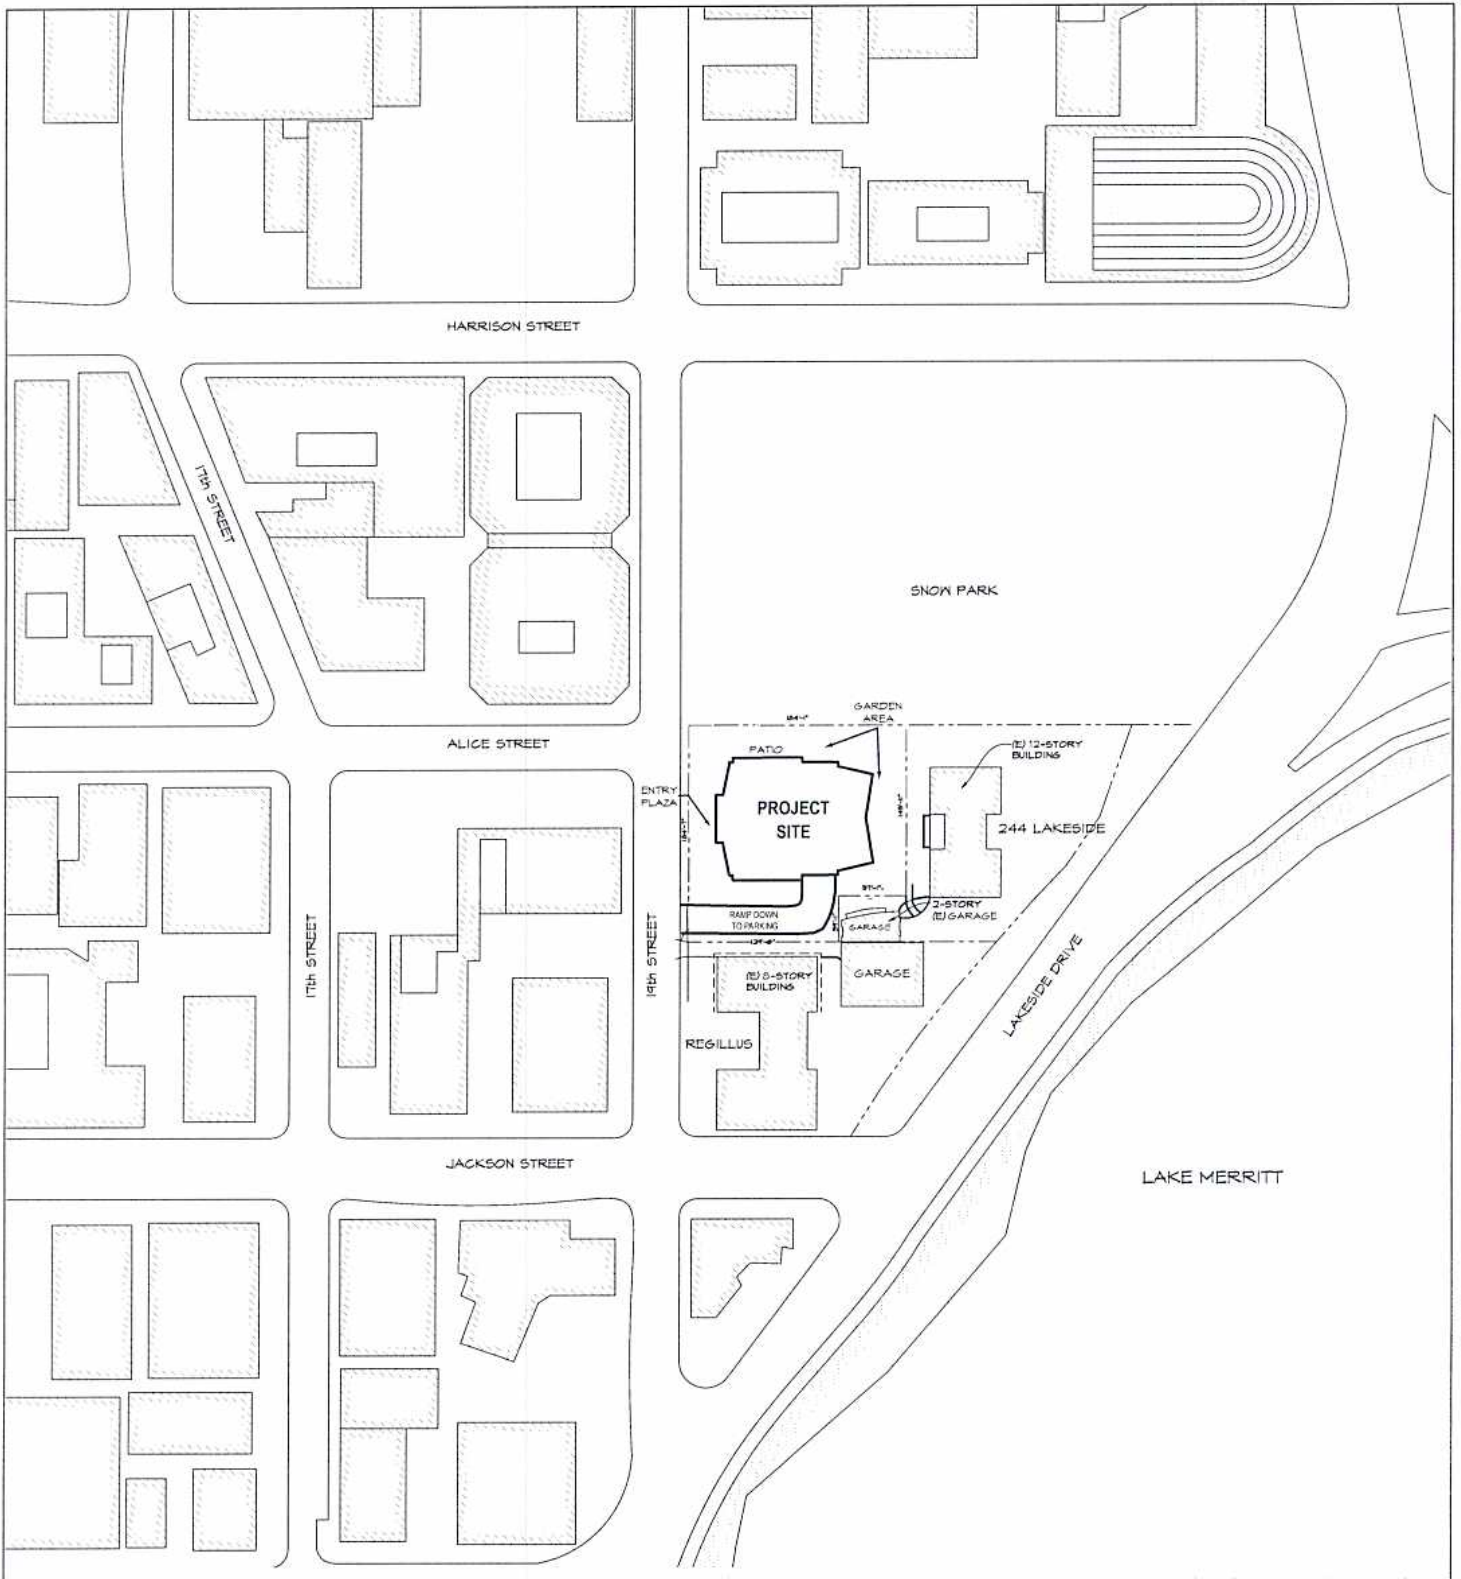 HARRISON STREET
17th STREET
SNOW PARK
GARDEN
AREA
ALICE STREET
PATIO
(E) 12-STORY
BUILDING
ENTRY
PLAZA
PROJECT
SITE
244 LAKESIDE
2-STORY
(E) GARAGE
RAMP DOWN
TO PARKING
GARAGE
17th STREET
19th STREET
(E) 8-STORY
BUILDING
GARAGE
LAKESIDE DRIVE
REGILLUS
JACKSON STREET
LAKE MERRITT